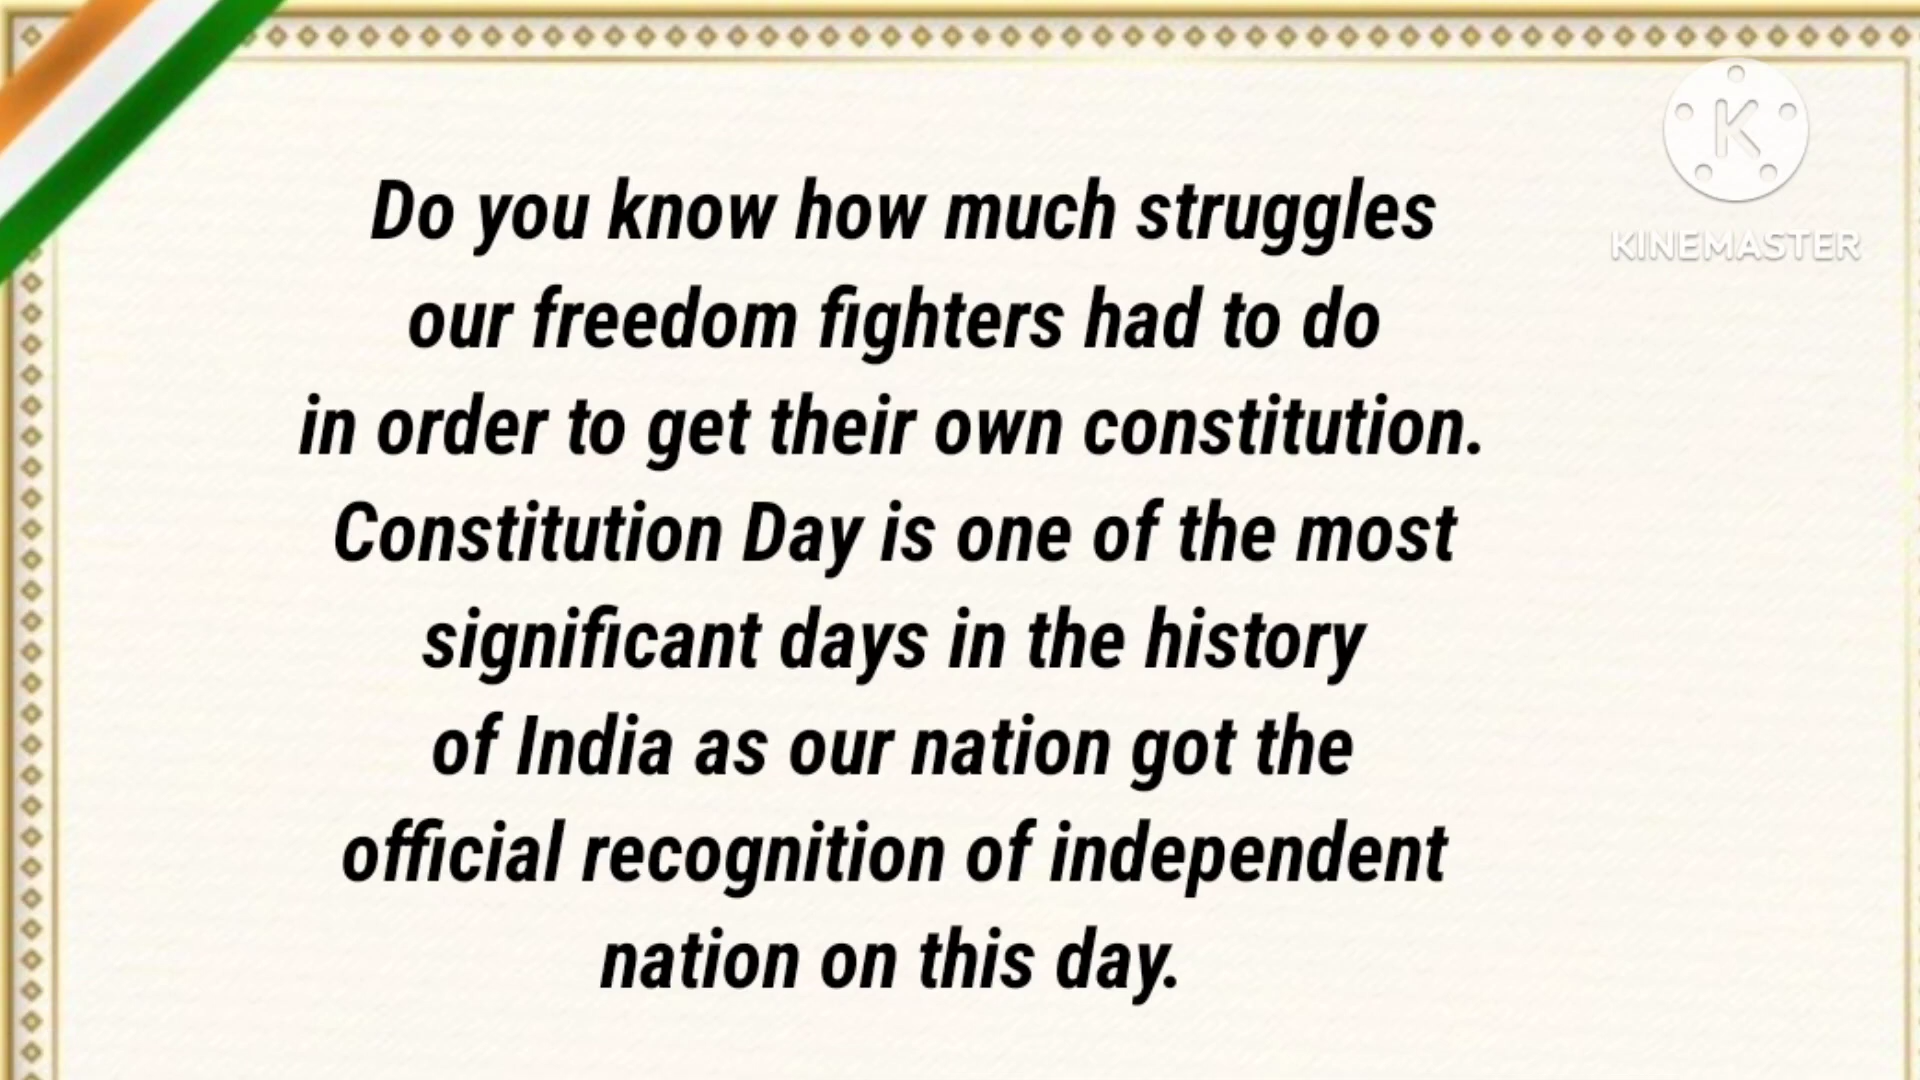 Do you know how much struggles
our freedom fighters had to do
in order to get their own constitution.
Constitution Day is one of the most
significant days in the history
of India as our nation got the
official recognition of independent
nation on this day.
K
KINEMASTER